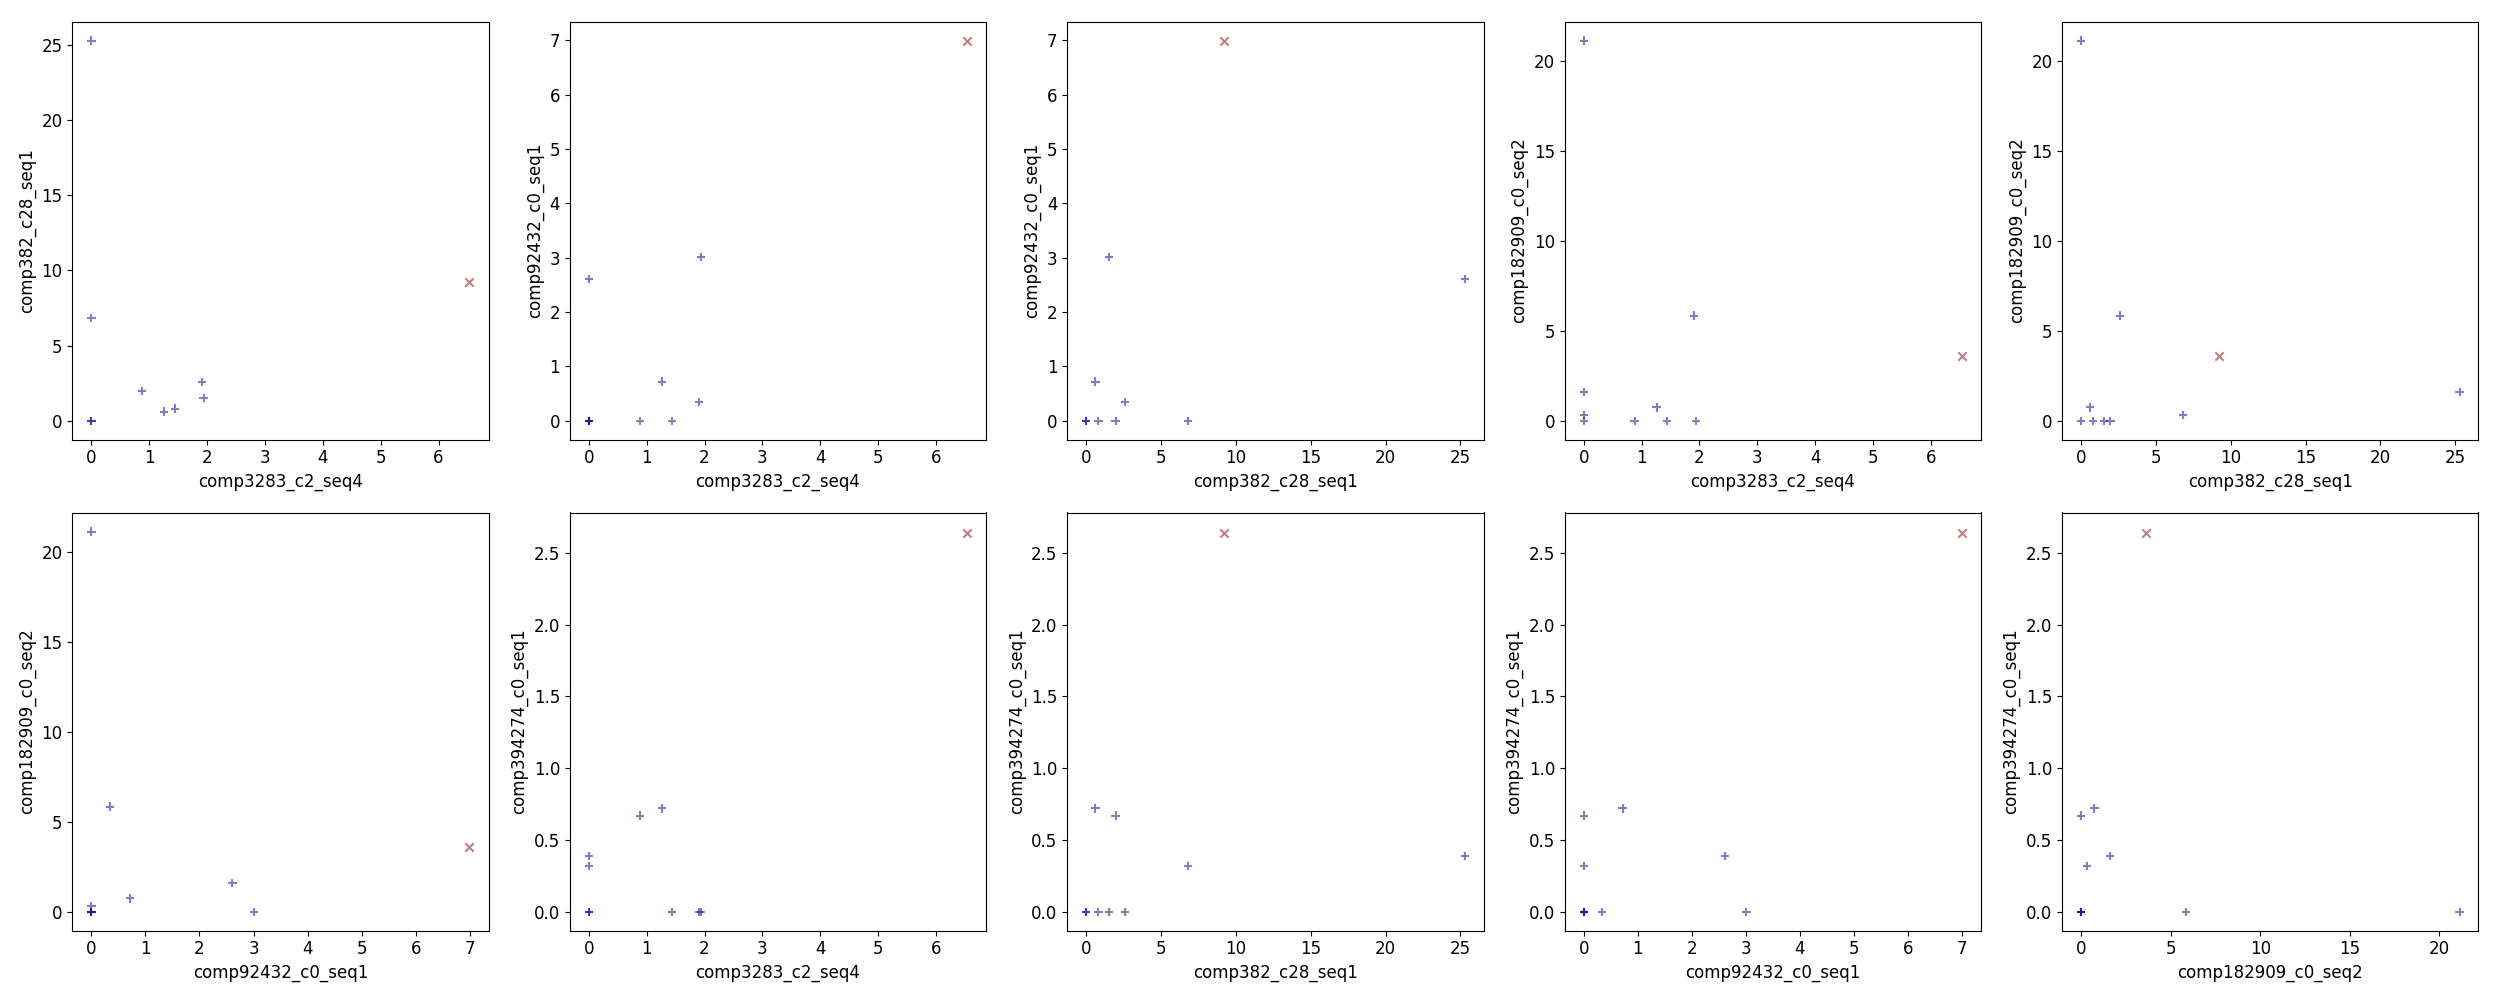 25
20
15
10
5
0
comp382_c28_seq1
0 1 2 3 4 5 6
comp3283_c2_seq4
7
6
5
4
3
2
1
0
comp92432_c0_seq1
0 1 2 3 4 5 6
comp3283_c2_seq4
7
6
5
4
3
2
1
0
comp92432_c0_seq1
0 5 10 15 20 25
comp382_c28_seq1
20
15
10
5
0
comp182909_c0_seq2
0 1 2 3 4 5 6
comp3283_c2_seq4
20
15
10
5
0
comp182909_c0_seq2
0 5 10 15 20 25
comp382_c28_seq1
20
15
10
5
0
comp182909_c0_seq2
0 1 2 3 4 5 6 7
comp92432_c0_seq1
2.5
2.0
1.5
1.0
0.5
0.0
comp394274_c0_seq1
0 1 2 3 4 5 6
comp3283_c2_seq4
2.5
2.0
1.5
1.0
0.5
0.0
comp394274_c0_seq1
0 5 10 15 20 25
comp382_c28_seq1
2.5
2.0
1.5
1.0
0.5
0.0
comp394274_c0_seq1
0 1 2 3 4 5 6 7
comp92432_c0_seq1
2.5
2.0
1.5
1.0
0.5
0.0
comp394274_c0_seq1
0 5 10 15 20
comp182909_c0_seq2